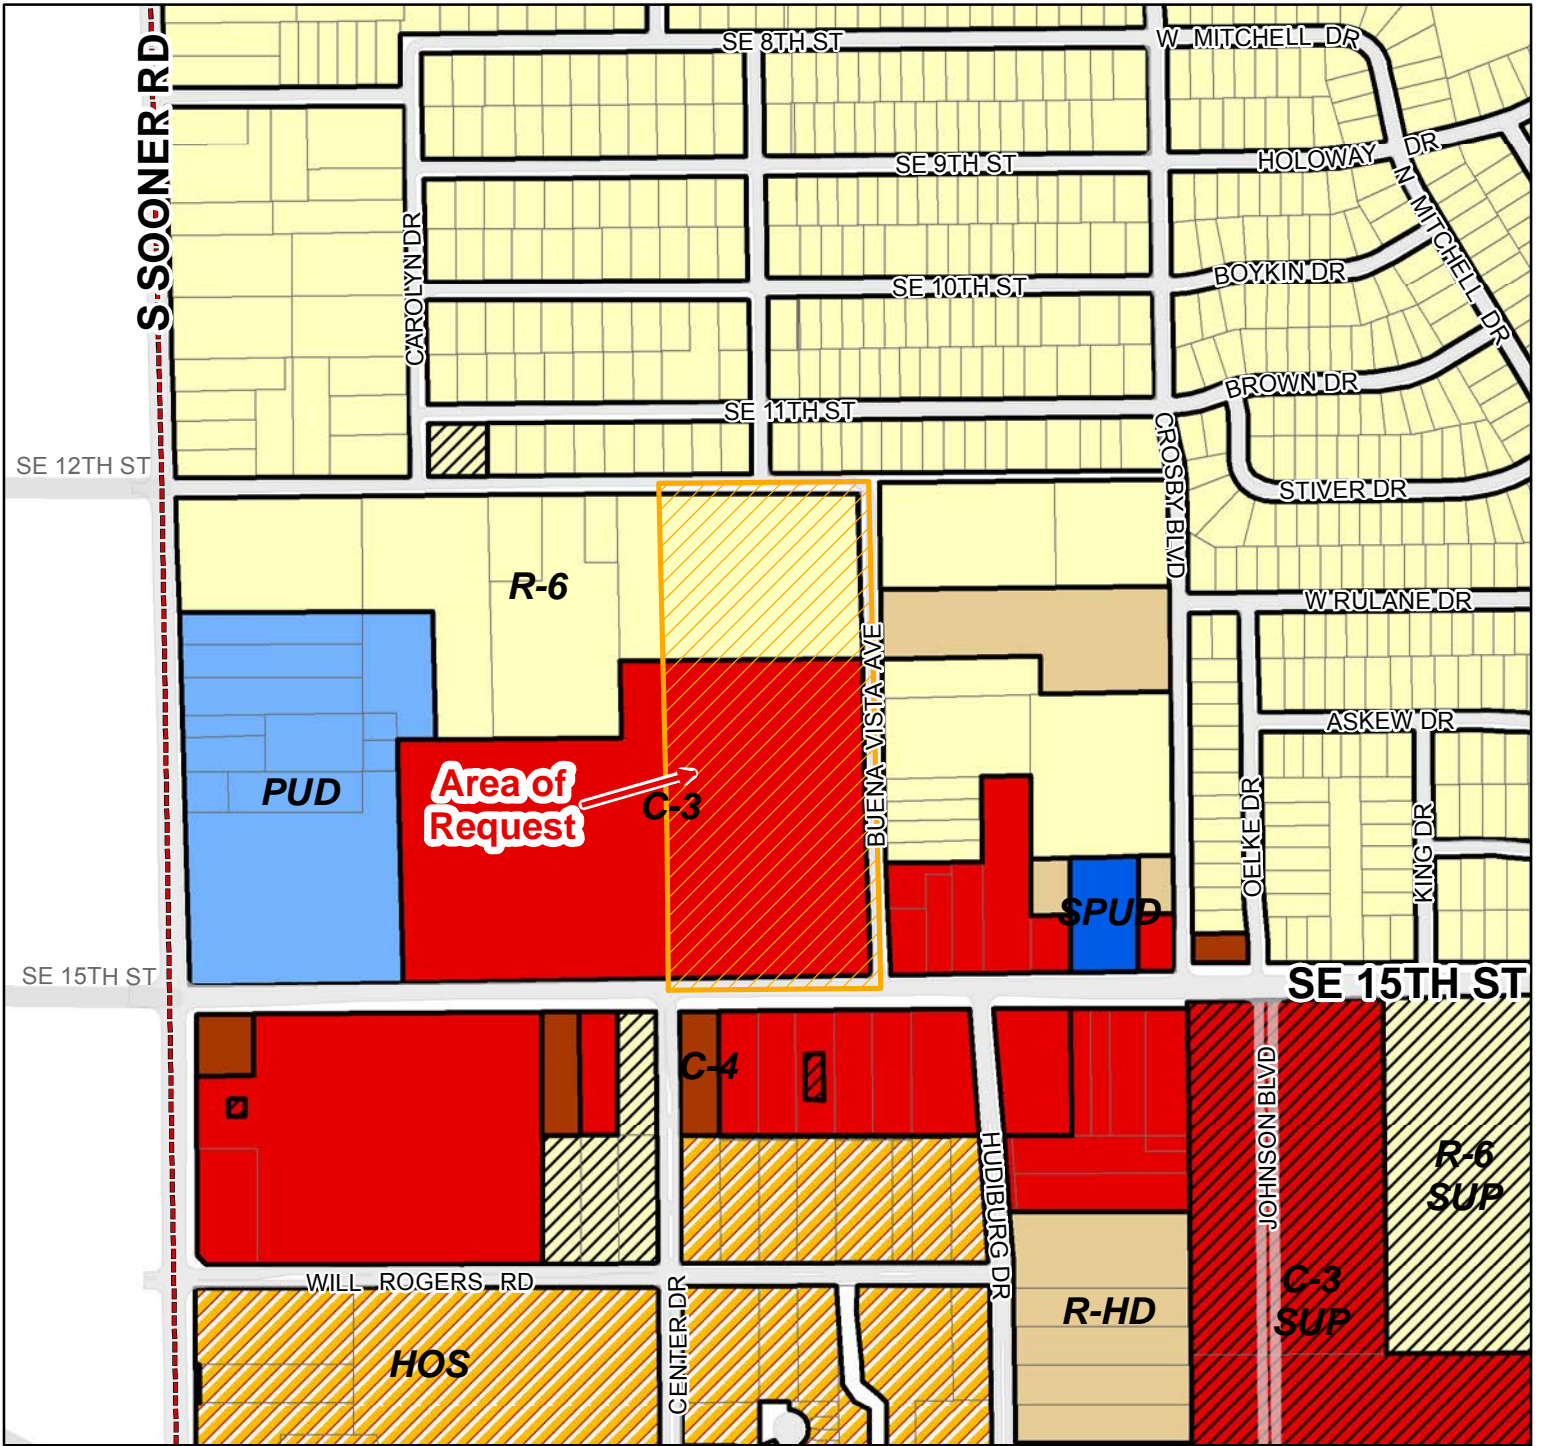 SE 8TH ST
W MITCHELL DR
S SOONER RD
SE 9TH ST
HOLOWAY DR
N MITCHELL DR
CAROLYN DR
SE 10TH ST
BOYKIN DR
BROWN DR
SE 11TH ST
SE 12TH ST
CROSBY BLVD
STIVER DR
R-6
W RULANE DR
BUENA VISTA AVE
ASKEW DR
PUD
Area of
Request
C-3
OELKE DR
KING DR
SPUD
SE 15TH ST
SE 15TH ST
C-4
JOHNSON BLVD
HUDIBURG DR
R-6
SUP
WILL ROGERS RD
CENTER DR
C-3
SUP
R-HD
HOS